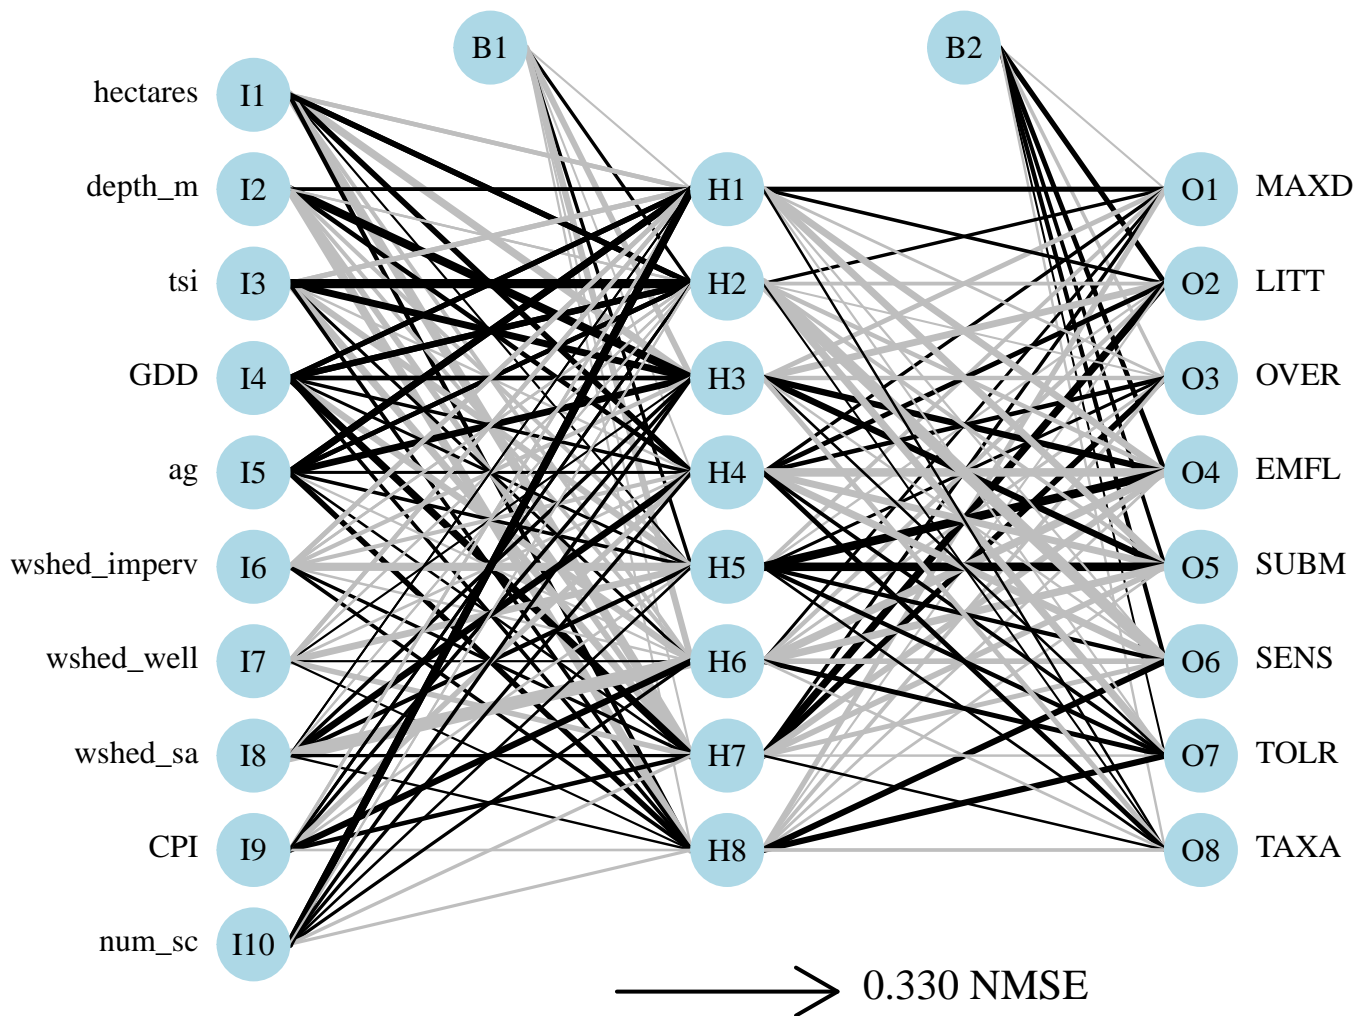 B1
B2
hectares I1
depth_m I2 H1 O1 MAXD
tsi I3 H2 O2 LITT
GDD I4 H3 O3 OVER
ag I5 H4 O4 EMFL
wshed_imperv I6 H5 O5 SUBM
wshed_well I7 H6 O6 SENS
wshed_sa I8 H7 O7 TOLR
CPI I9 H8 O8 TAXA
num_sc I10
0.330 NMSE